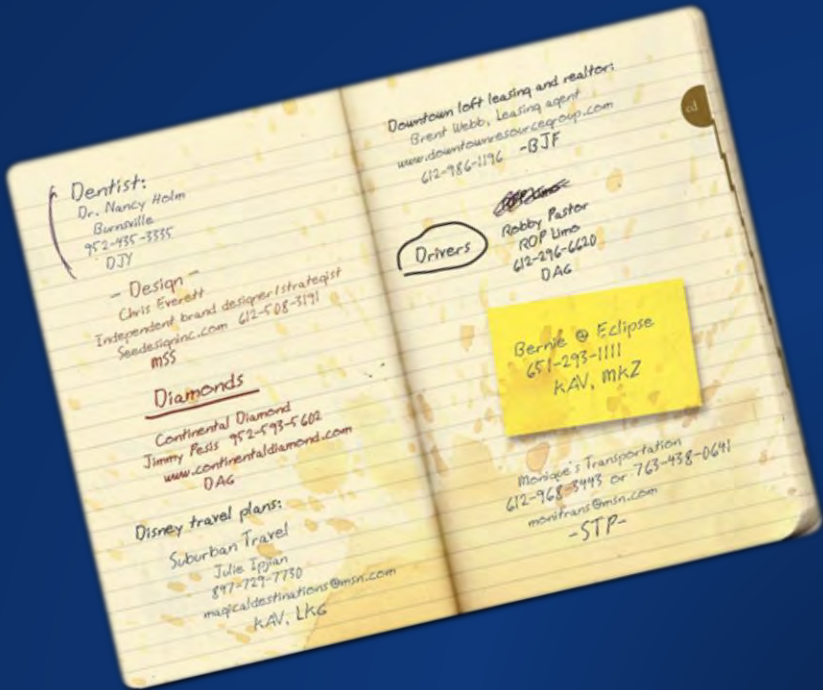 Dentist:
Dr. Nancy Holm
Burnsville
952-435-3335
DJY
- Design -
Chris Everett
Independent brand designer/strategist
Seedesigninc.com 612-508-3191
MSS
Diamonds
Continental Diamond
Jimmy Pesis 952-593-5602
www.continentaldiamond.com
DAG
Disney travel plans:
Suburban Travel
Julie Ipjian
897-729-7730
magicaldestinations@msn.com
KAV, LKG
Downtown loft leasing and realtor:
Brent Webb, Leasing agent
www.downtownresourcegroup.com
612-986-1196 -BJF
cd
Drivers
Robby Pastor
ROP Limo
612-296-6620
DAG
Bernie @ Eclipse
651-293-1111
KAV, MKZ
Monique's Transportation
612-968-3443 or 763-438-0641
monitrans@msn.com
-STP-